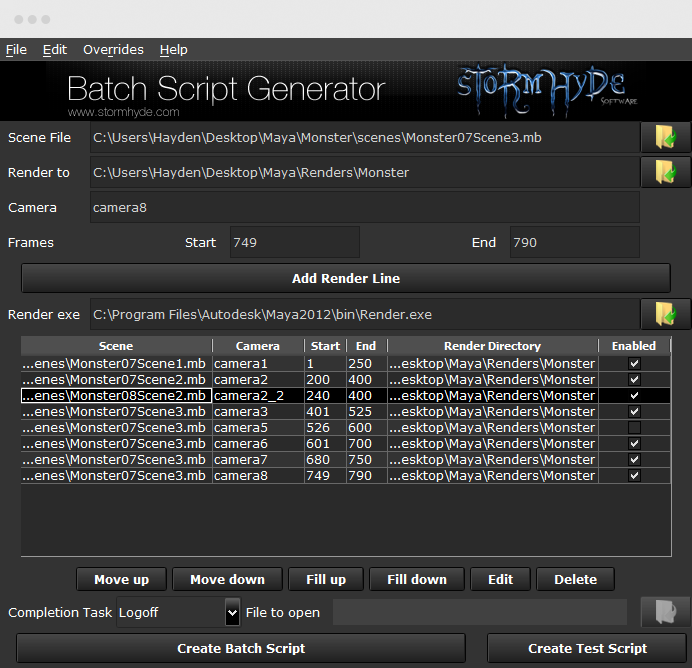 File Edit Overrides Help
Batch Script Generator
www.stormhyde.com
StormHyde
Software
Scene File C:\Users\Hayden\Desktop\Maya\Monster\scenes\Monster07Scene3.mb
Render to C:\Users\Hayden\Desktop\Maya\Renders\Monster
Camera camera8
Frames Start 749 End 790
Add Render Line
Render exe C:\Program Files\Autodesk\Maya2012\bin\Render.exe
Scene Camera Start End Render Directory Enabled
...enes\Monster07Scene1.mb camera1 1 250 ...esktop\Maya\Renders\Monster
...enes\Monster07Scene2.mb camera2 200 400 ...esktop\Maya\Renders\Monster
...enes\Monster08Scene2.mb camera2_2 240 400 ...esktop\Maya\Renders\Monster
...enes\Monster07Scene3.mb camera3 401 525 ...esktop\Maya\Renders\Monster
...enes\Monster07Scene3.mb camera5 526 600 ...esktop\Maya\Renders\Monster
...enes\Monster07Scene3.mb camera6 601 700 ...esktop\Maya\Renders\Monster
...enes\Monster07Scene3.mb camera7 680 750 ...esktop\Maya\Renders\Monster
...enes\Monster07Scene3.mb camera8 749 790 ...esktop\Maya\Renders\Monster
Move up Move down Fill up Fill down Edit Delete
Completion Task Logoff File to open
Create Batch Script Create Test Script